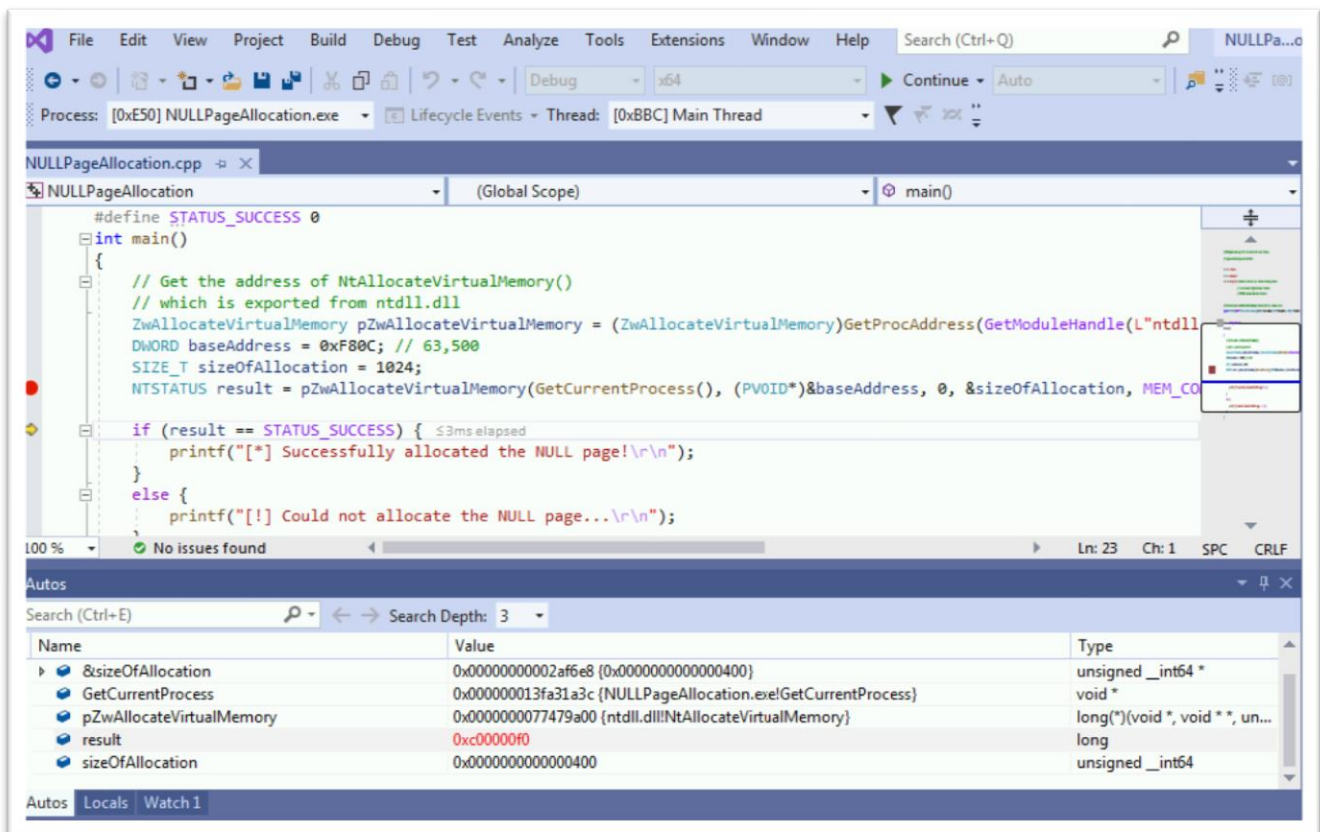 File Edit View Project Build Debug Test Analyze Tools Extensions Window Help Search (Ctrl+Q) NULLPa...o
Debug x64 Continue Auto
Process: [0xE50] NULLPageAllocation.exe Lifecycle Events Thread: [0xBBC] Main Thread
NULLPageAllocation.cpp
NULLPageAllocation (Global Scope) main()
#define STATUS_SUCCESS 0
int main()
{
// Get the address of NtAllocateVirtualMemory()
// which is exported from ntdll.dll
ZwAllocateVirtualMemory pZwAllocateVirtualMemory = (ZwAllocateVirtualMemory)GetProcAddress(GetModuleHandle(L"ntdll
DWORD baseAddress = 0xF80C; // 63,500
SIZE_T sizeOfAllocation = 1024;
NTSTATUS result = pZwAllocateVirtualMemory(GetCurrentProcess(), (PVOID*)&baseAddress, 0, &sizeOfAllocation, MEM_CO
if (result == STATUS_SUCCESS) { ≤3ms elapsed
printf("[*] Successfully allocated the NULL page!\r\n");
}
else {
printf("[!] Could not allocate the NULL page...\r\n");
100 % No issues found Ln: 23 Ch: 1 SPC CRLF
Autos
Search (Ctrl+E) Search Depth: 3
Name Value Type
&sizeOfAllocation 0x00000000002af6e8 {0x0000000000000400} unsigned __int64 *
GetCurrentProcess 0x000000013fa31a3c {NULLPageAllocation.exe!GetCurrentProcess} void *
pZwAllocateVirtualMemory 0x0000000077479a00 {ntdll.dll!NtAllocateVirtualMemory} long(*)(void *, void * *, un...
result 0xc00000f0 long
sizeOfAllocation 0x0000000000000400 unsigned __int64
Autos Locals Watch 1